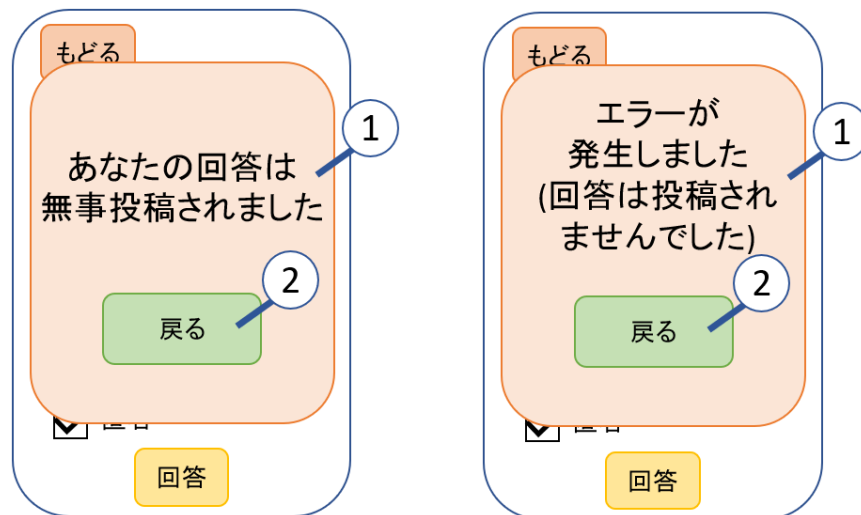 もどる
あなたの回答は
無事投稿されました
1
2
戻る
回答
もどる
エラーが
発生しました
(回答は投稿され
ませんでした)
1
2
戻る
回答